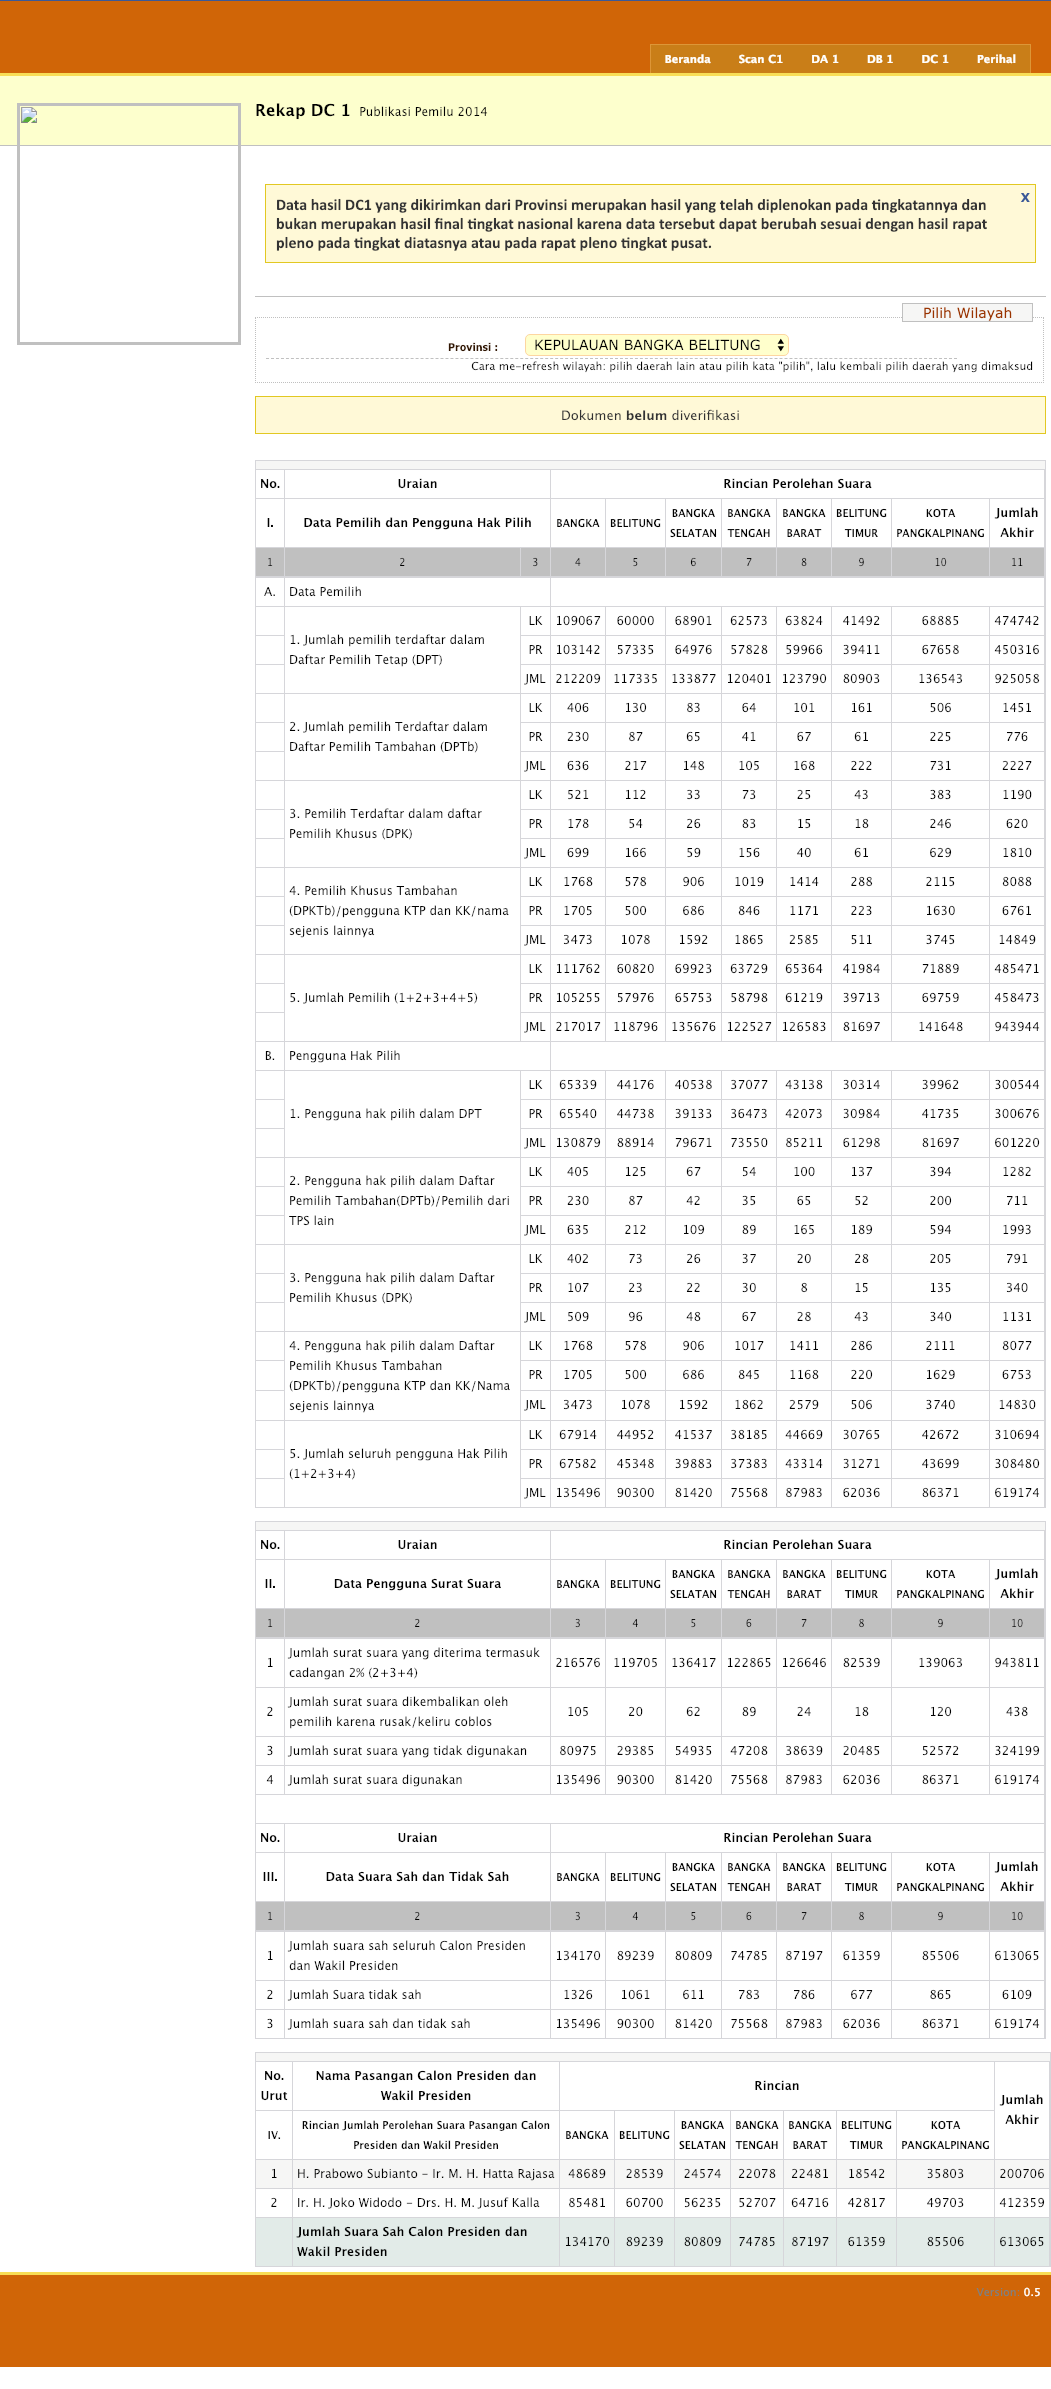 Beranda Scan C1 DA 1 DB 1 DC 1 Perihal
Rekap DC 1 Publikasi Pemilu 2014
Data hasil DC1 yang dikirimkan dari Provinsi merupakan hasil yang telah diplenokan pada tingkatannya dan
bukan merupakan hasil final tingkat nasional karena data tersebut dapat berubah sesuai dengan hasil rapat
pleno pada tingkat diatasnya atau pada rapat pleno tingkat pusat.
X
Pilih Wilayah
Provinsi : KEPULAUAN BANGKA BELITUNG
Cara me-refresh wilayah: pilih daerah lain atau pilih kata "pilih", lalu kembali pilih daerah yang dimaksud
Dokumen belum diverifikasi
No. Uraian Rincian Perolehan Suara
I. Data Pemilih dan Pengguna Hak Pilih BANGKA BELITUNG BANGKA SELATAN BANGKA TENGAH BANGKA BARAT BELITUNG TIMUR KOTA PANGKALPINANG Jumlah Akhir
1 2 3 4 5 6 7 8 9 10 11
A. Data Pemilih
1. Jumlah pemilih terdaftar dalam
Daftar Pemilih Tetap (DPT)
LK 109067 60000 68901 62573 63824 41492 68885 474742
PR 103142 57335 64976 57828 59966 39411 67658 450316
JML 212209 117335 133877 120401 123790 80903 136543 925058
2. Jumlah pemilih Terdaftar dalam
Daftar Pemilih Tambahan (DPTb)
LK 406 130 83 64 101 161 506 1451
PR 230 87 65 41 67 61 225 776
JML 636 217 148 105 168 222 731 2227
3. Pemilih Terdaftar dalam daftar
Pemilih Khusus (DPK)
LK 521 112 33 73 25 43 383 1190
PR 178 54 26 83 15 18 246 620
JML 699 166 59 156 40 61 629 1810
4. Pemilih Khusus Tambahan
(DPKTb)/pengguna KTP dan KK/nama
sejenis lainnya
LK 1768 578 906 1019 1414 288 2115 8088
PR 1705 500 686 846 1171 223 1630 6761
JML 3473 1078 1592 1865 2585 511 3745 14849
5. Jumlah Pemilih (1+2+3+4+5)
LK 111762 60820 69923 63729 65364 41984 71889 485471
PR 105255 57976 65753 58798 61219 39713 69759 458473
JML 217017 118796 135676 122527 126583 81697 141648 943944
B. Pengguna Hak Pilih
1. Pengguna hak pilih dalam DPT
LK 65339 44176 40538 37077 43138 30314 39962 300544
PR 65540 44738 39133 36473 42073 30984 41735 300676
JML 130879 88914 79671 73550 85211 61298 81697 601220
2. Pengguna hak pilih dalam Daftar
Pemilih Tambahan(DPTb)/Pemilih dari
TPS lain
LK 405 125 67 54 100 137 394 1282
PR 230 87 42 35 65 52 200 711
JML 635 212 109 89 165 189 594 1993
3. Pengguna hak pilih dalam Daftar
Pemilih Khusus (DPK)
LK 402 73 26 37 20 28 205 791
PR 107 23 22 30 8 15 135 340
JML 509 96 48 67 28 43 340 1131
4. Pengguna hak pilih dalam Daftar
Pemilih Khusus Tambahan
(DPKTb)/pengguna KTP dan KK/Nama
sejenis lainnya
LK 1768 578 906 1017 1411 286 2111 8077
PR 1705 500 686 845 1168 220 1629 6753
JML 3473 1078 1592 1862 2579 506 3740 14830
5. Jumlah seluruh pengguna Hak Pilih
(1+2+3+4)
LK 67914 44952 41537 38185 44669 30765 42672 310694
PR 67582 45348 39883 37383 43314 31271 43699 308480
JML 135496 90300 81420 75568 87983 62036 86371 619174
No. Uraian Rincian Perolehan Suara
II. Data Pengguna Surat Suara BANGKA BELITUNG BANGKA SELATAN BANGKA TENGAH BANGKA BARAT BELITUNG TIMUR KOTA PANGKALPINANG Jumlah Akhir
1 2 3 4 5 6 7 8 9 10
1 Jumlah surat suara yang diterima termasuk
cadangan 2% (2+3+4)
216576 119705 136417 122865 126646 82539 139063 943811
2 Jumlah surat suara dikembalikan oleh
pemilih karena rusak/keliru coblos
105 20 62 89 24 18 120 438
3 Jumlah surat suara yang tidak digunakan 80975 29385 54935 47208 38639 20485 52572 324199
4 Jumlah surat suara digunakan 135496 90300 81420 75568 87983 62036 86371 619174
No. Uraian Rincian Perolehan Suara
III. Data Suara Sah dan Tidak Sah BANGKA BELITUNG BANGKA SELATAN BANGKA TENGAH BANGKA BARAT BELITUNG TIMUR KOTA PANGKALPINANG Jumlah Akhir
1 2 3 4 5 6 7 8 9 10
1 Jumlah suara sah seluruh Calon Presiden
dan Wakil Presiden
134170 89239 80809 74785 87197 61359 85506 613065
2 Jumlah Suara tidak sah 1326 1061 611 783 786 677 865 6109
3 Jumlah suara sah dan tidak sah 135496 90300 81420 75568 87983 62036 86371 619174
No. Urut Nama Pasangan Calon Presiden dan Wakil Presiden Rincian Jumlah Akhir
IV. Rincian Jumlah Perolehan Suara Pasangan Calon Presiden dan Wakil Presiden BANGKA BELITUNG BANGKA SELATAN BANGKA TENGAH BANGKA BARAT BELITUNG TIMUR KOTA PANGKALPINANG
1 H. Prabowo Subianto - Ir. M. H. Hatta Rajasa 48689 28539 24574 22078 22481 18542 35803 200706
2 Ir. H. Joko Widodo - Drs. H. M. Jusuf Kalla 85481 60700 56235 52707 64716 42817 49703 412359
Jumlah Suara Sah Calon Presiden dan
Wakil Presiden
134170 89239 80809 74785 87197 61359 85506 613065
0.5